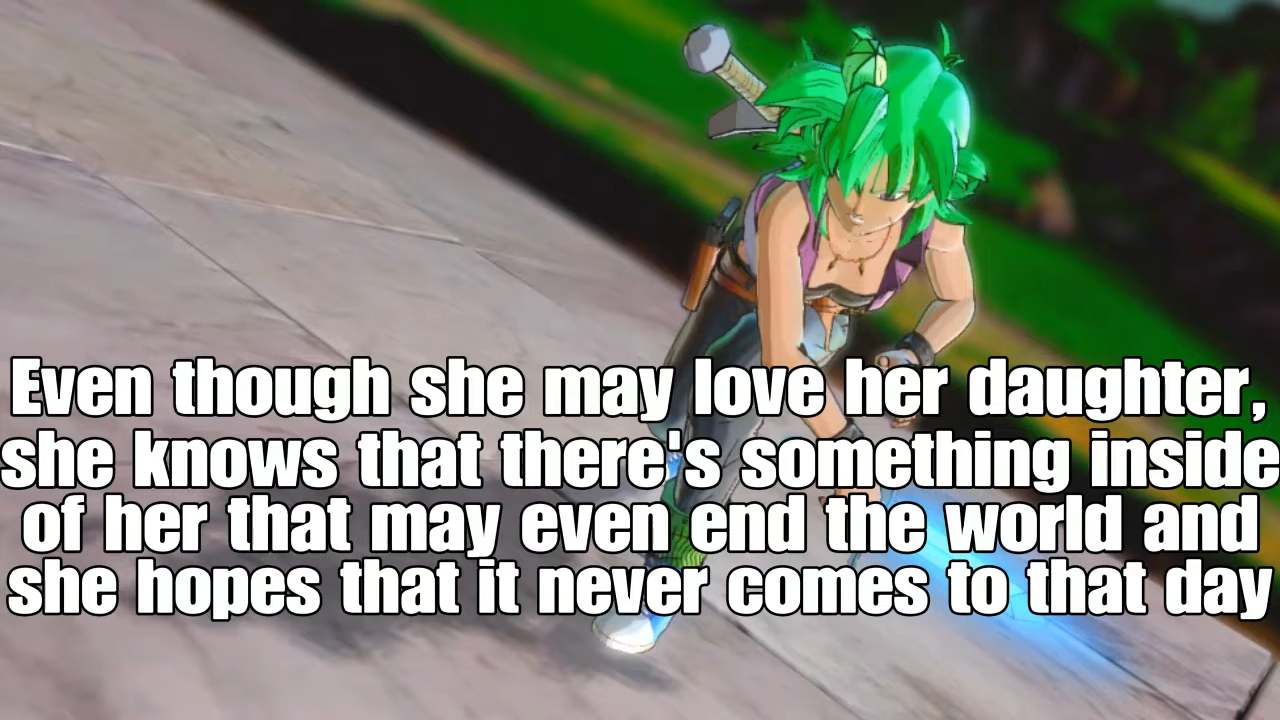 Even though she may love her daughter,
she knows that there's something inside
of her that may even end the world and
she hopes that it never comes to that day